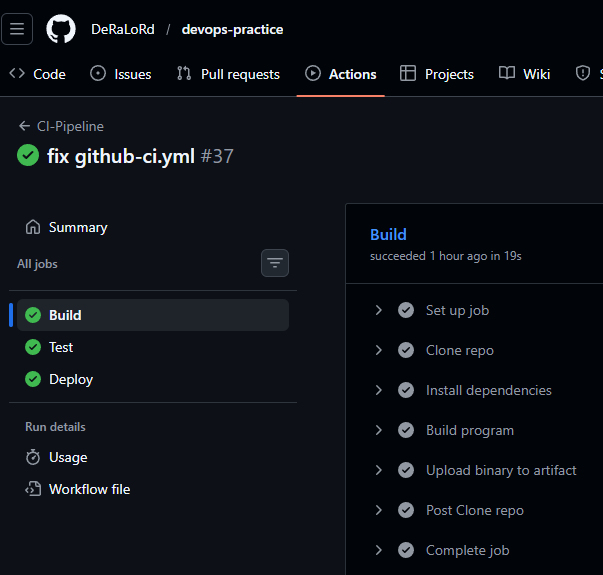 DeRaLoRd / devops-practice
Code Issues Pull requests Actions Projects Wiki S
CI-Pipeline
fix github-ci.yml #37
Summary
All jobs
Build
Test
Deploy
Run details
Usage
Workflow file
Build
succeeded 1 hour ago in 19s
Set up job
Clone repo
Install dependencies
Build program
Upload binary to artifact
Post Clone repo
Complete job